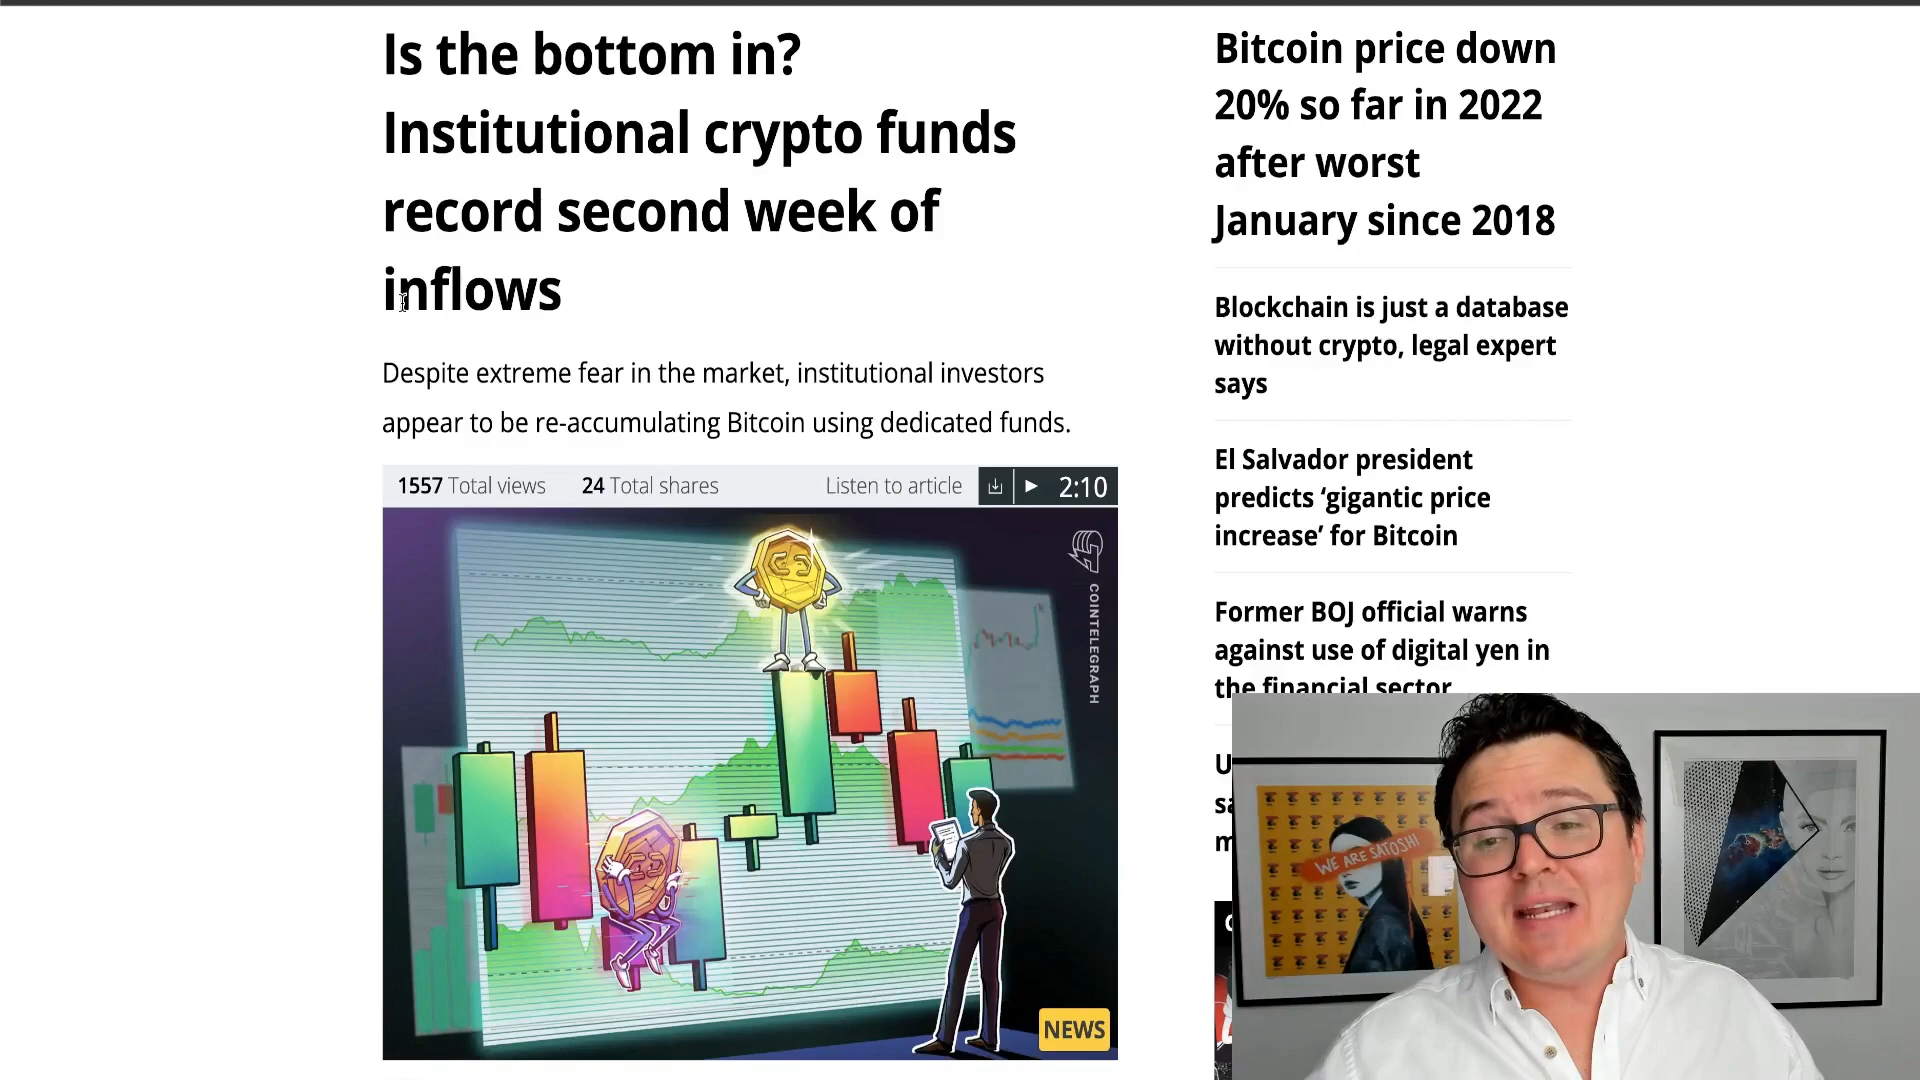 Is the bottom in?
Institutional crypto funds
record second week of
inflows
Despite extreme fear in the market, institutional investors
appear to be re-accumulating Bitcoin using dedicated funds.
1557 Total views 24 Total shares Listen to article 2:10
COINTELEGRAPH
NEWS
Bitcoin price down
20% so far in 2022
after worst
January since 2018
Blockchain is just a database
without crypto, legal expert
says
El Salvador president
predicts ‘gigantic price
increase’ for Bitcoin
Former BOJ official warns
against use of digital yen in
the financial sector
WE ARE SATOSHI